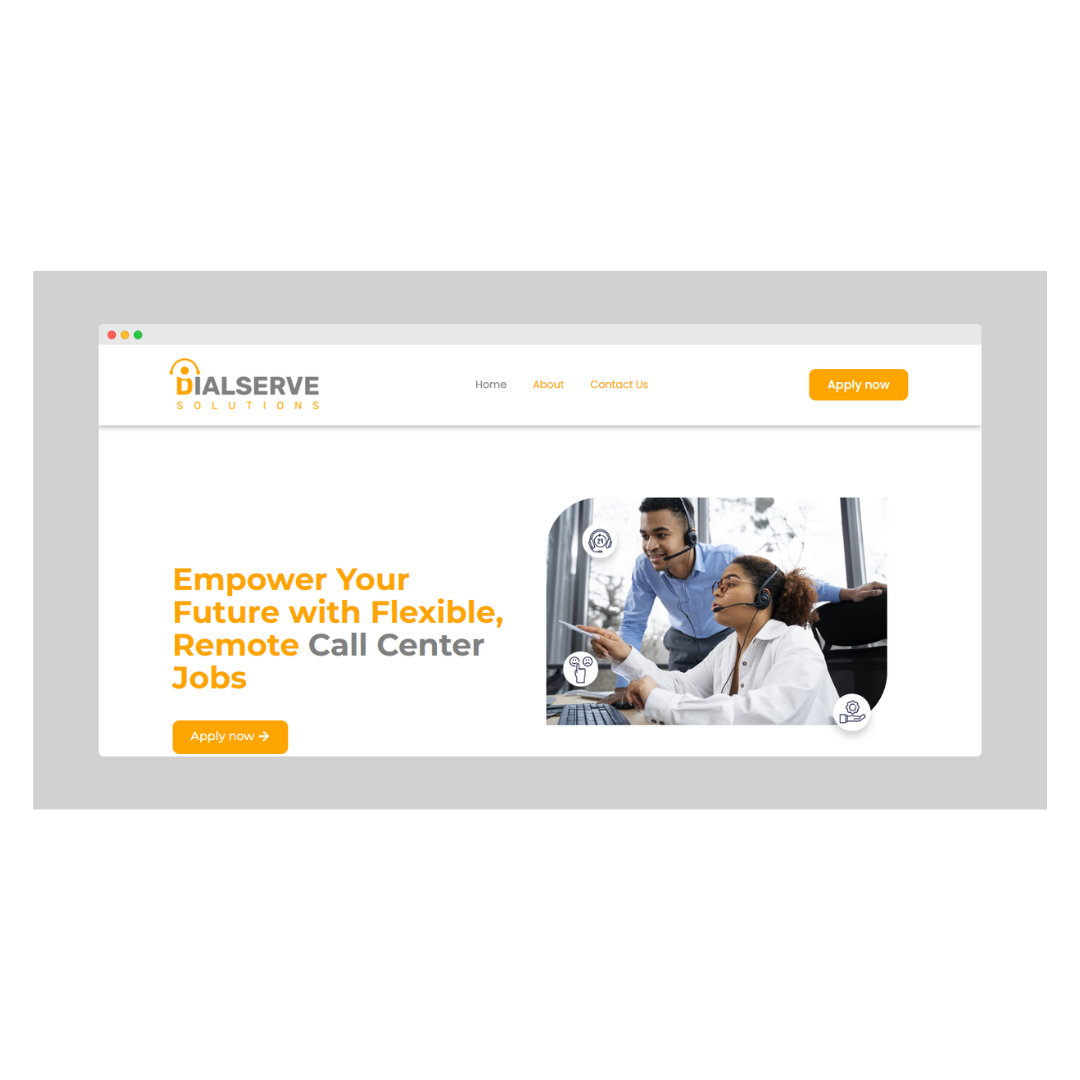 DIALSERVE
SOLUTIONS
Home About Contact Us Apply now
Empower Your
Future with Flexible,
Remote Call Center
Jobs
Apply now →